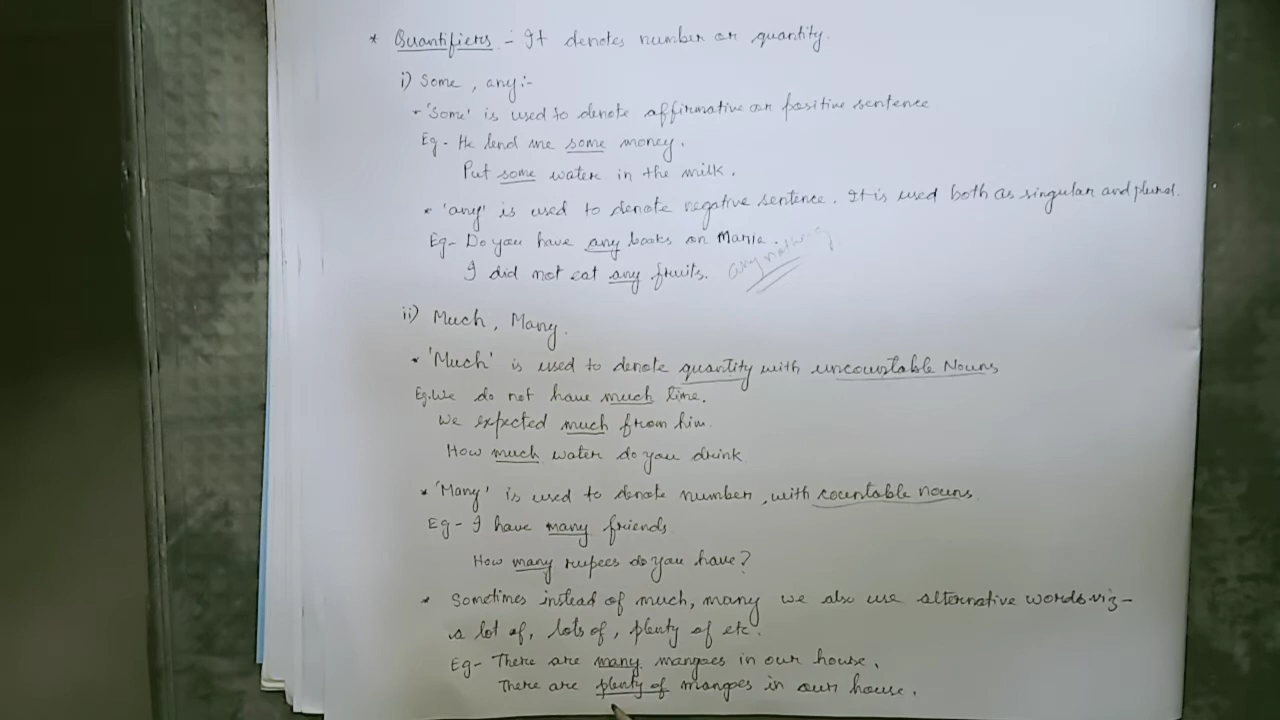 * Quantifiers - It denotes number or quantity.
i) Some, any:-
- 'Some' is used to denote affirmative or positive sentence
Eg - He lend me some money.
Put some water in the milk.
* 'any' is used to denote negative sentence. It is used both as singular and plural.
Eg - Do you have any books on Maria.
I did not eat any fruits.
ii) Much, Many.
* 'Much' is used to denote quantity with uncountable Nouns
Eg. We do not have much time.
We expected much from him.
How much water do you drink
* 'Many' is used to denote number, with countable nouns.
Eg - I have many friends
How many rupees do you have?
* Sometimes instead of much, many we also use alternative words viz-
a lot of, lots of, plenty of etc.
Eg - There are many mangoes in our house.
There are plenty of mangoes in our house.